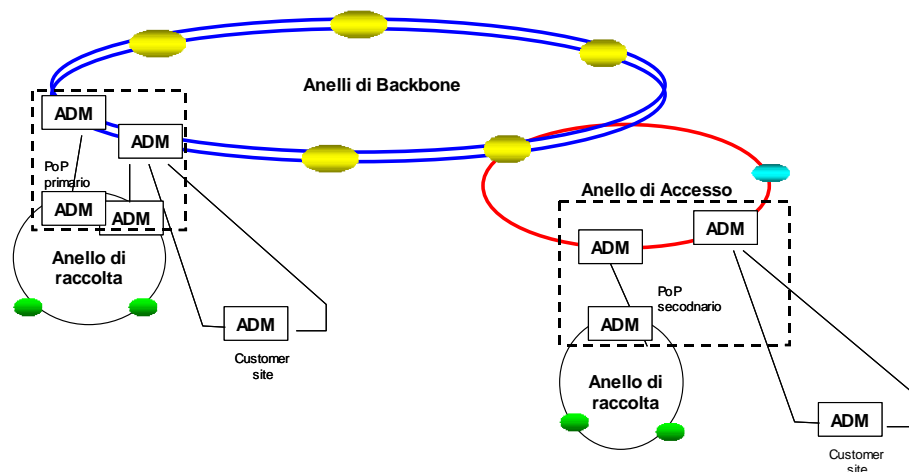 Anelli di Backbone
ADM
ADM
PoP
primario
ADM
ADM
Anello di
raccolta
ADM
Customer
site
Anello di Accesso
ADM
ADM
PoP
secodnario
ADM
Anello di
raccolta
ADM
Customer
site